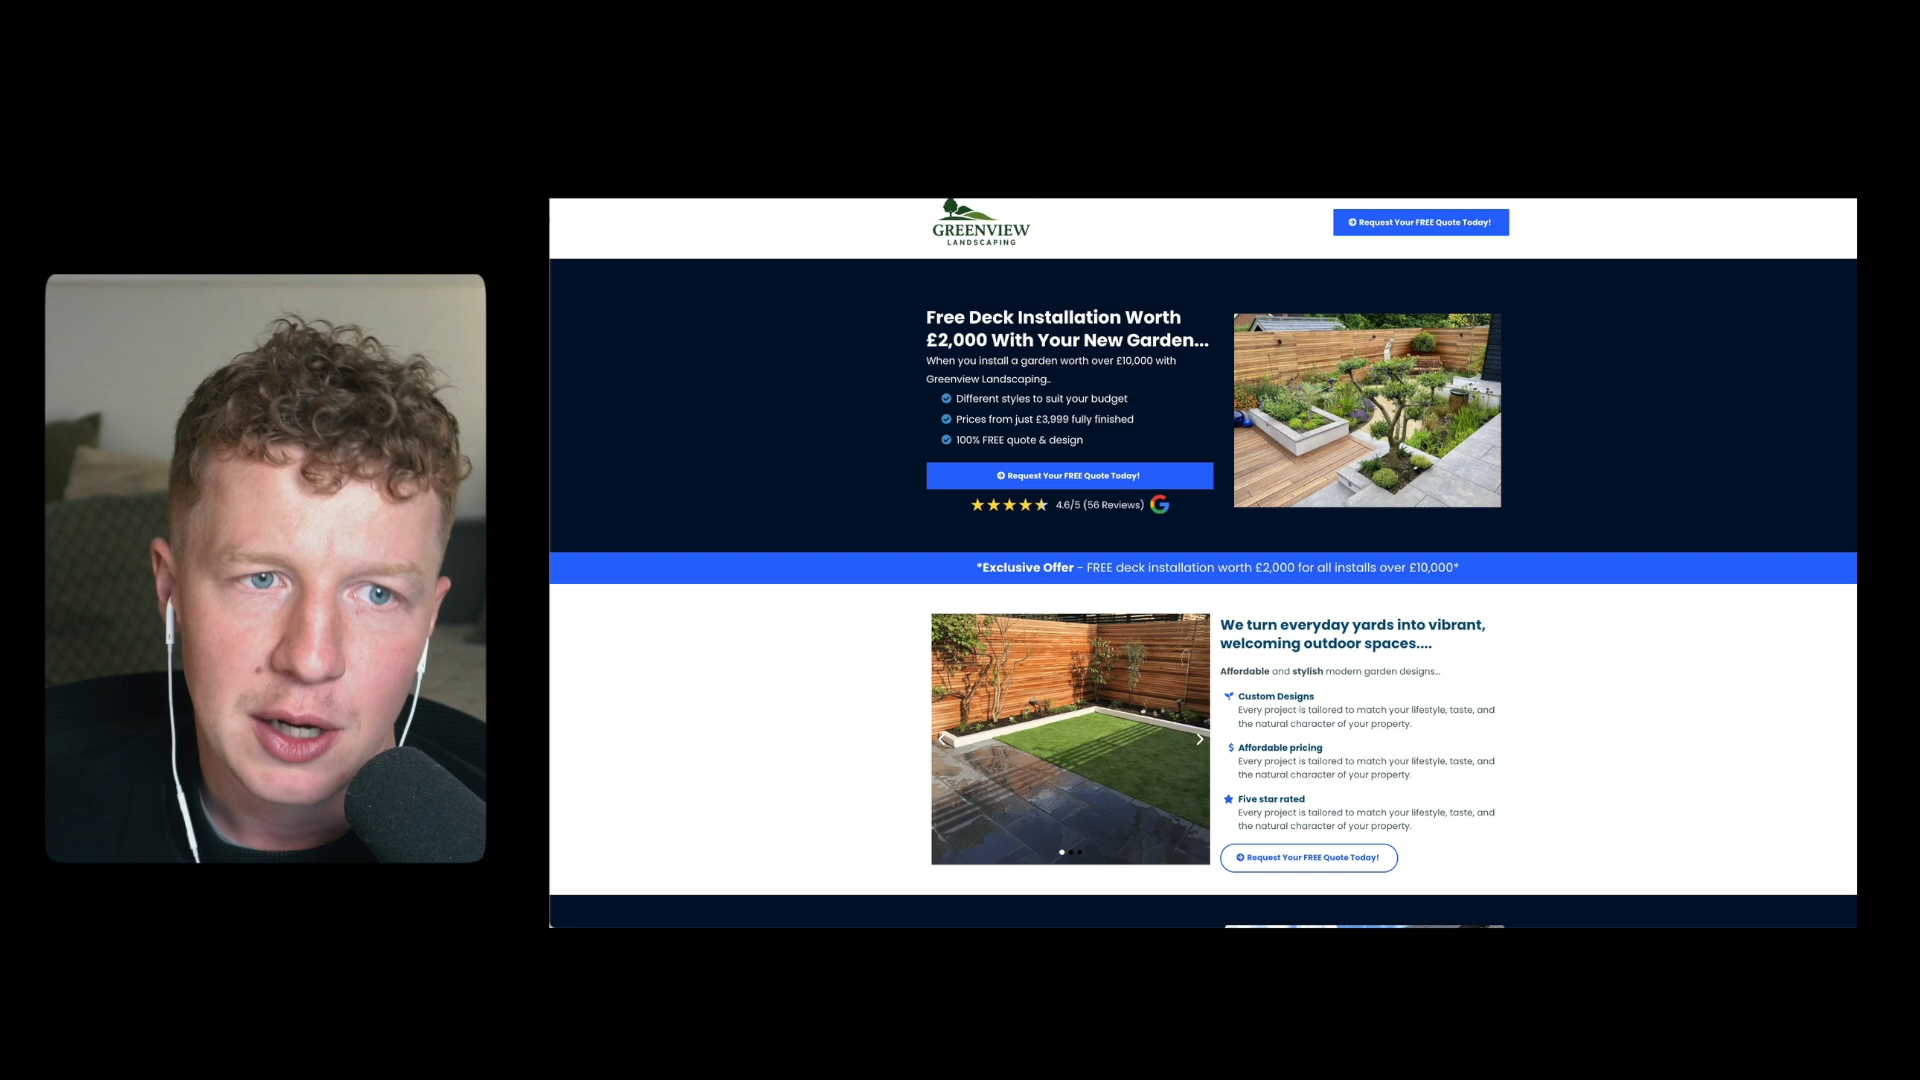 GREENVIEW
LANDSCAPING
Request Your FREE Quote Today!
Free Deck Installation Worth
£2,000 With Your New Garden...
When you install a garden worth over £10,000 with
Greenview Landscaping..
Different styles to suit your budget
Prices from just £3,999 fully finished
100% FREE quote & design
Request Your FREE Quote Today!
4.6/5 (56 Reviews)
*Exclusive Offer - FREE deck installation worth £2,000 for all installs over £10,000*
We turn everyday yards into vibrant,
welcoming outdoor spaces....
Affordable and stylish modern garden designs...
Custom Designs
Every project is tailored to match your lifestyle, taste, and
the natural character of your property.
Affordable pricing
Every project is tailored to match your lifestyle, taste, and
the natural character of your property.
Five star rated
Every project is tailored to match your lifestyle, taste, and
the natural character of your property.
Request Your FREE Quote Today!